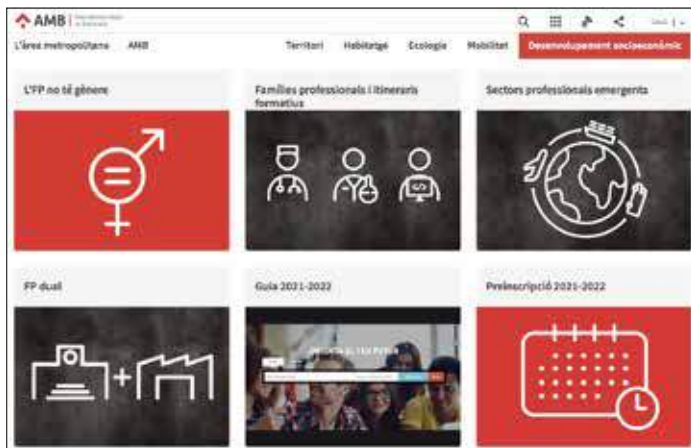 AMB
L'àrea metropolitana AMB Territori Habitatge Ecologia Mobilitat Desenvolupament socioeconòmic
L'FP no té gènere
Famílies professionals i itineraris
formatius
Sectors professionals emergents
</>
FP dual
Guia 2021-2022
Preinscripció 2021-2022